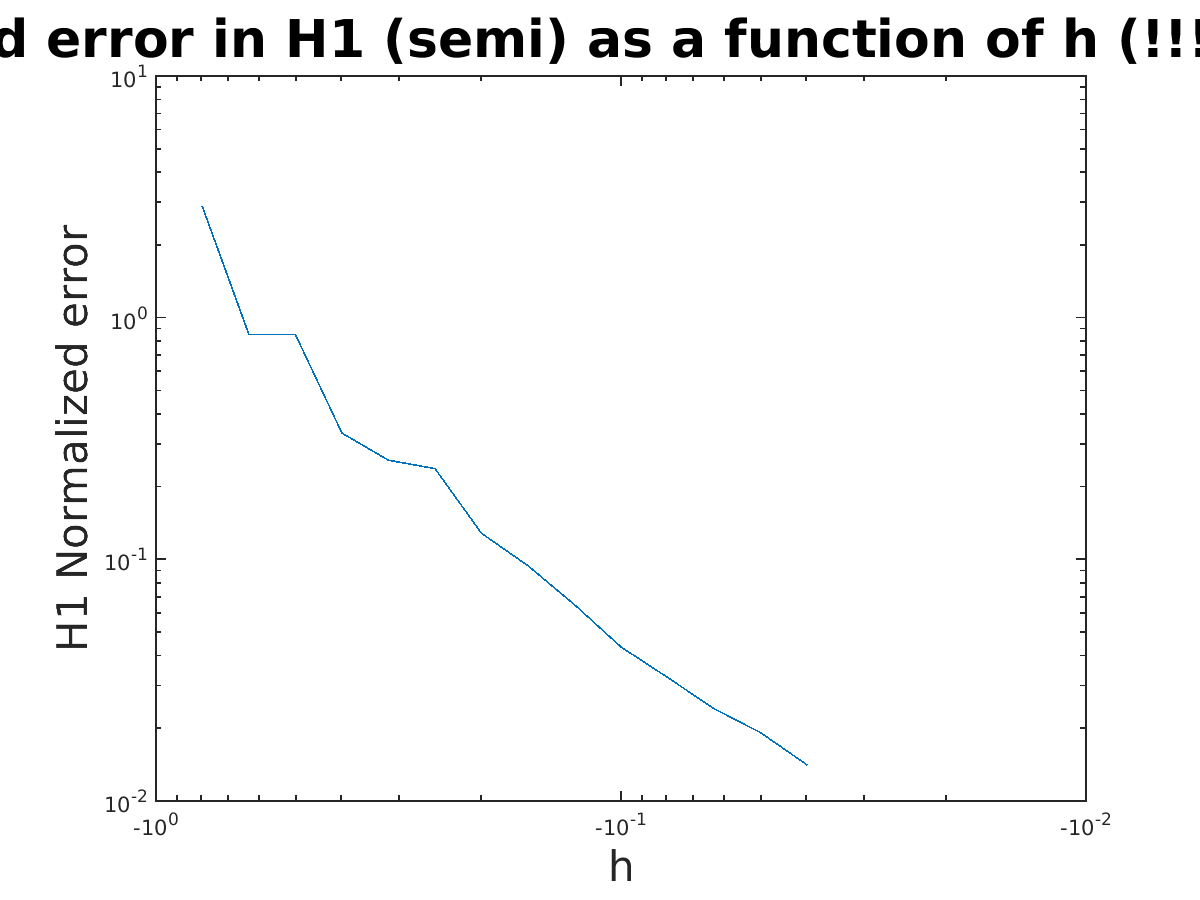 d error in H1 (semi) as a function of h (!!!
10^1
10^0
10^-1
10^-2
H1 Normalized error
-10^0 -10^-1 -10^-2
h